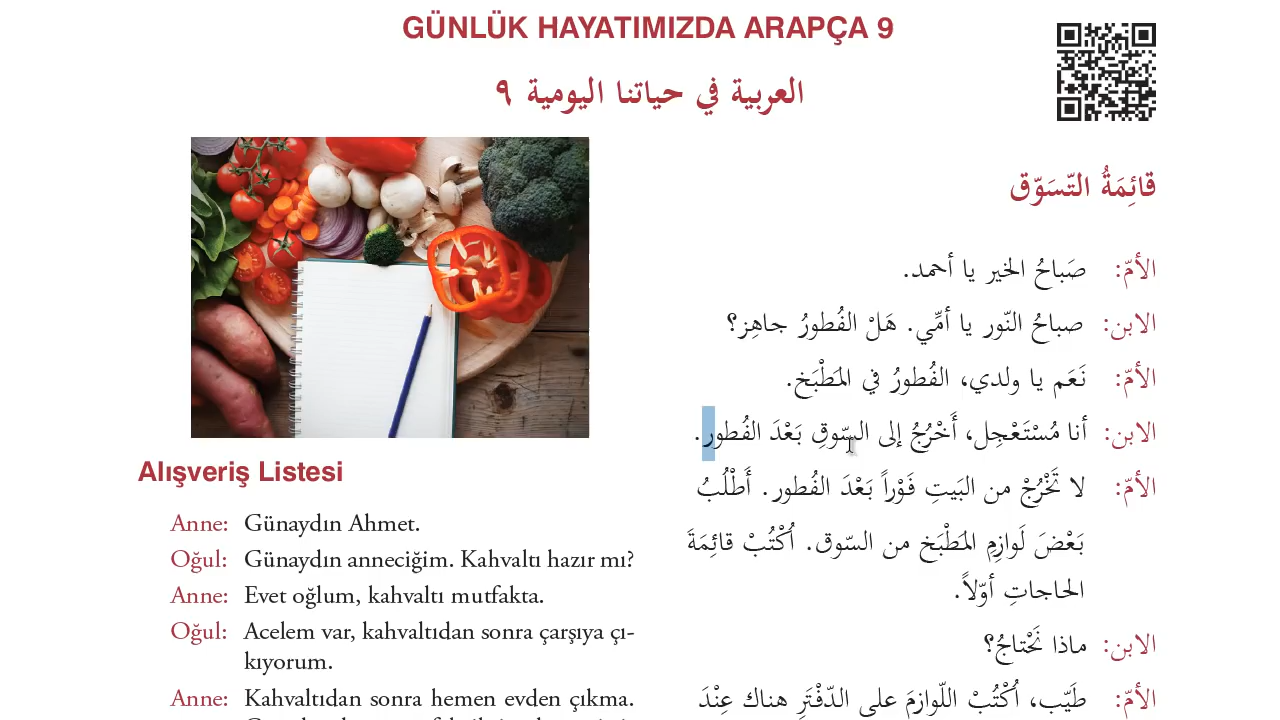 GÜNLÜK HAYATIMIZDA ARAPÇA 9
العربية في حياتنا اليومية ٩
قائِمَةُ التّسَوّق
الأمّ: صَباحُ الخير يا أحمد.
الابن: صباحُ النّور يا أمِّي. هَلْ الفُطورُ جاهِز؟
الأمّ: نَعَم يا ولدي، الفُطورُ في المَطْبَخ.
الابن: أنا مُسْتَعْجِل، أَخْرُجُ إلى السّوقِ بَعْدَ الفُطور.
الأمّ: لا تَخْرُجْ من البَيتِ فَوْراً بَعْدَ الفُطور. أَطْلُبُ
بَعْضَ لَوازِمِ المَطْبَخ من السّوق. اُكْتُبْ قائِمَةَ
الحاجاتِ أوّلاً.
الابن: ماذا نَحْتاجُ؟
الأمّ: طَيّب، اُكْتُبْ اللّوازمَ على الدّفْتَرِ هناك عِنْدَ
Alışveriş Listesi
Anne: Günaydın Ahmet.
Oğul: Günaydın anneciğim. Kahvaltı hazır mı?
Anne: Evet oğlum, kahvaltı mutfakta.
Oğul: Acelem var, kahvaltıdan sonra çarşıya çı-
kıyorum.
Anne: Kahvaltıdan sonra hemen evden çıkma.